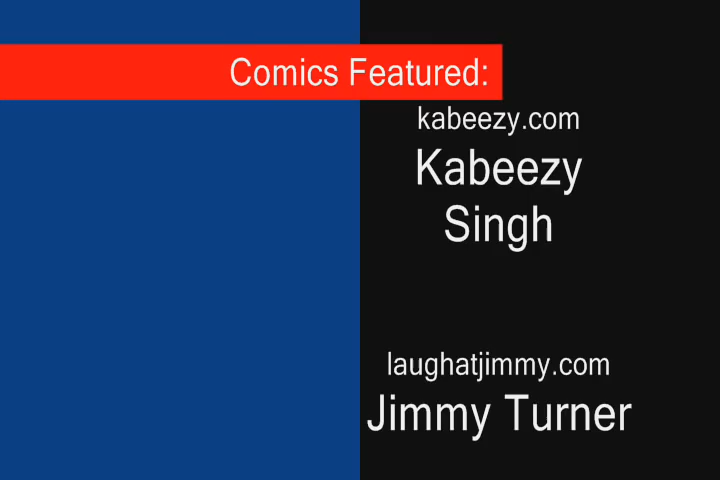 Comics Featured:
kabeezy.com
Kabeezy
Singh
laughatjimmy.com
Jimmy Turner